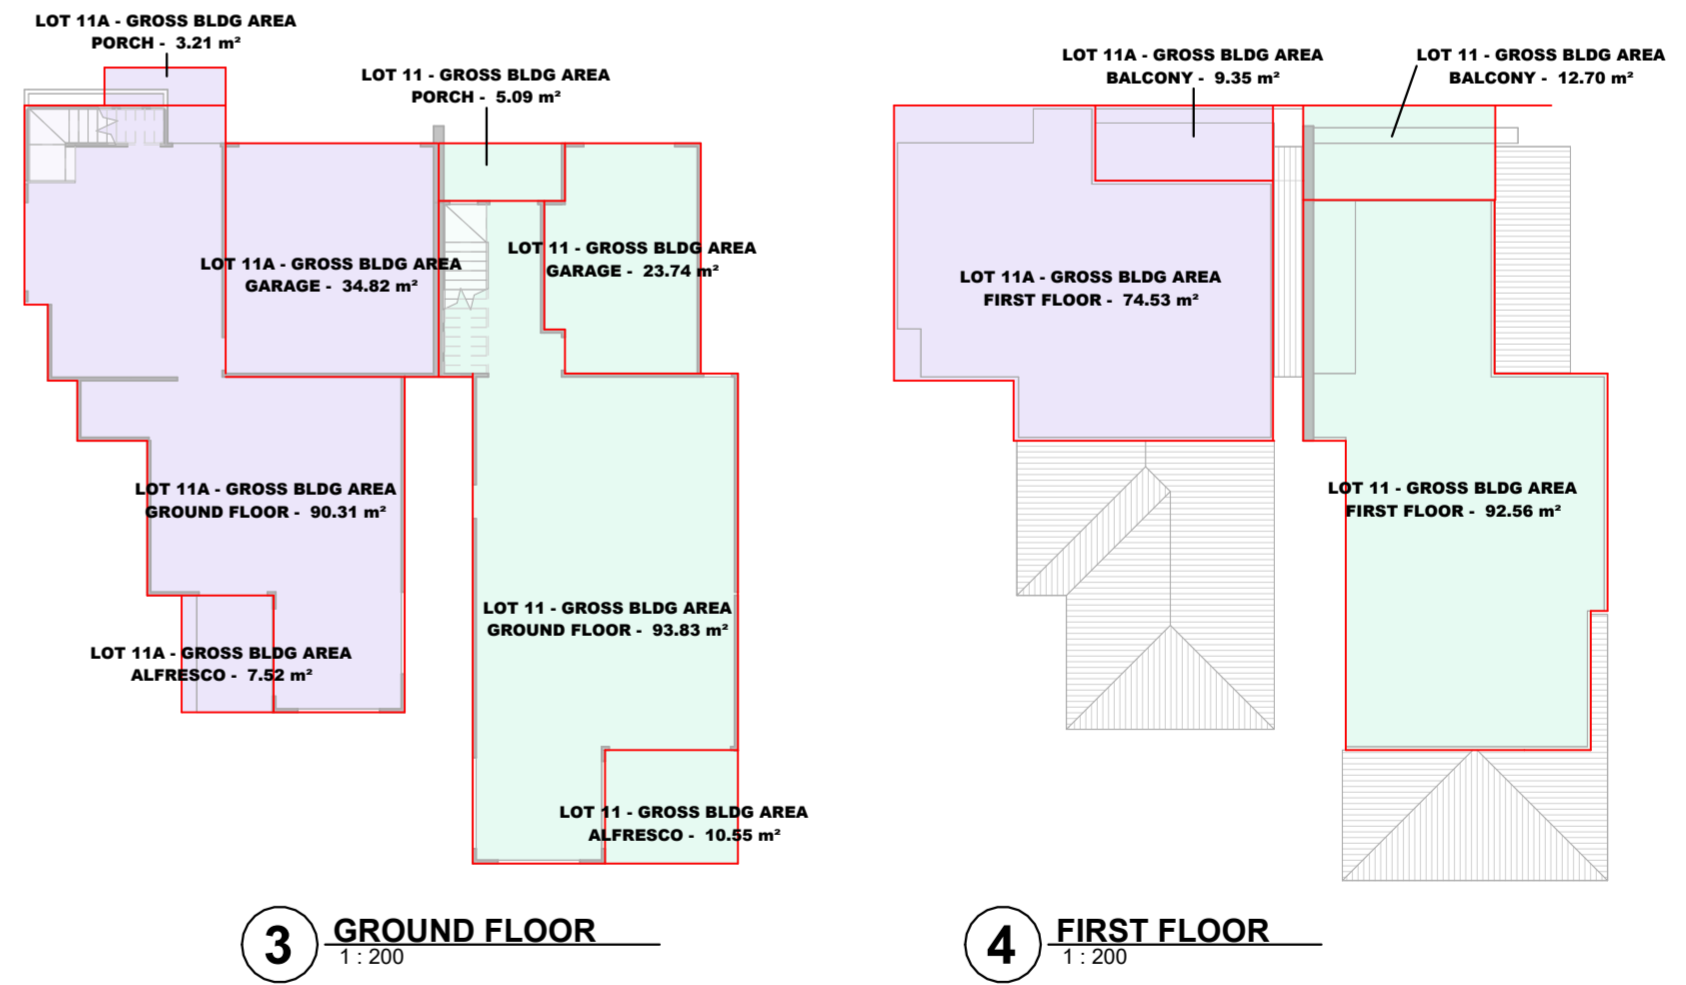 LOT 11A - GROSS BLDG AREA
PORCH - 3.21 m²
LOT 11 - GROSS BLDG AREA
PORCH - 5.09 m²
LOT 11A - GROSS BLDG AREA
GARAGE - 34.82 m²
LOT 11 - GROSS BLDG AREA
GARAGE - 23.74 m²
LOT 11A - GROSS BLDG AREA
GROUND FLOOR - 90.31 m²
LOT 11 - GROSS BLDG AREA
GROUND FLOOR - 93.83 m²
LOT 11A - GROSS BLDG AREA
ALFRESCO - 7.52 m²
LOT 11 - GROSS BLDG AREA
ALFRESCO - 10.55 m²
3
GROUND FLOOR
1 : 200
LOT 11A - GROSS BLDG AREA
BALCONY - 9.35 m²
LOT 11 - GROSS BLDG AREA
BALCONY - 12.70 m²
LOT 11A - GROSS BLDG AREA
FIRST FLOOR - 74.53 m²
LOT 11 - GROSS BLDG AREA
FIRST FLOOR - 92.56 m²
4
FIRST FLOOR
1 : 200